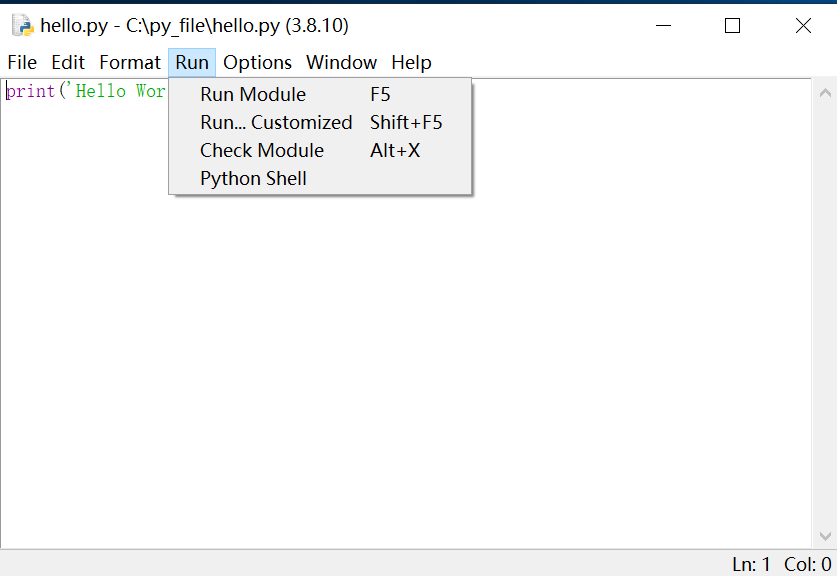 hello.py - C:\py_file\hello.py (3.8.10)
File Edit Format Run Options Window Help
print('Hello Wor
Run Module F5
Run... Customized Shift+F5
Check Module Alt+X
Python Shell
Ln: 1 Col: 0